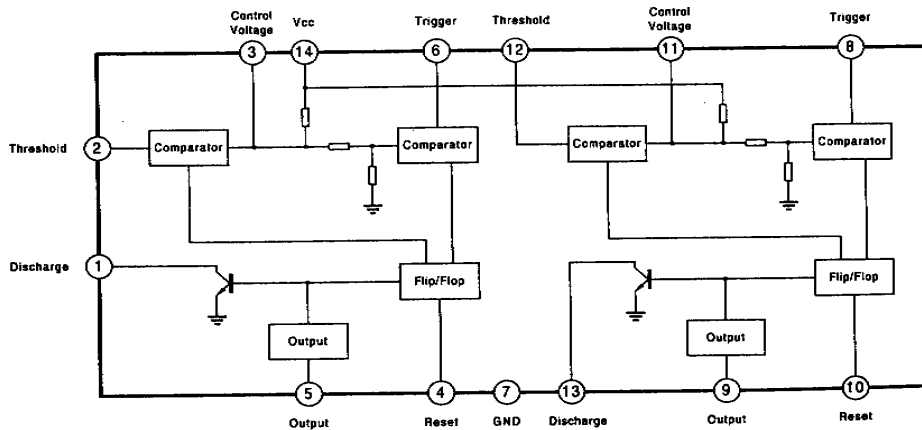 Control
Voltage
Vcc
Trigger
Threshold
Control
Voltage
Trigger
3
14
6
12
11
8
Threshold
2
Comparator
Comparator
Comparator
Comparator
Discharge
1
Flip/Flop
Flip/Flop
Output
Output
5
4
7
13
9
10
Output
Reset
GND
Discharge
Output
Reset